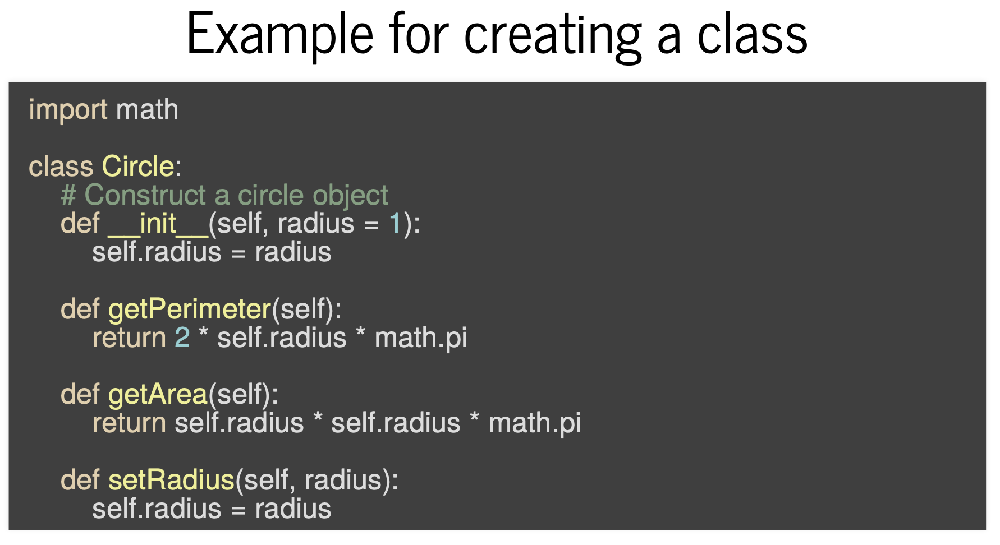 Example for creating a class
import math
class Circle:
# Construct a circle object
def __init__(self, radius = 1):
self.radius = radius
def getPerimeter(self):
return 2 * self.radius * math.pi
def getArea(self):
return self.radius * self.radius * math.pi
def setRadius(self, radius):
self.radius = radius